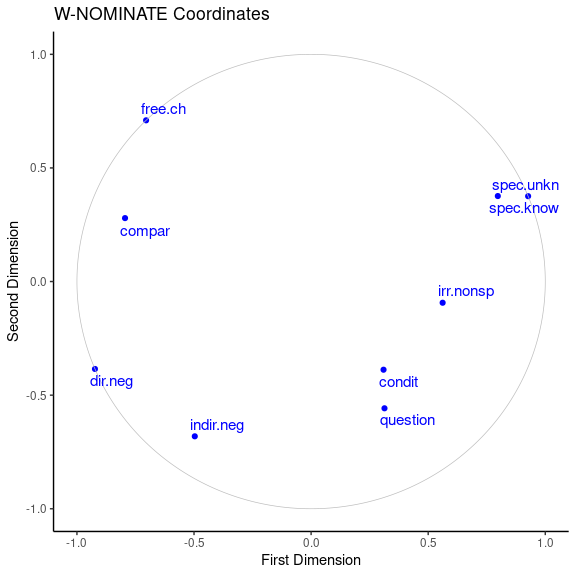 W-NOMINATE Coordinates
1.0
free.ch
0.5
spec.unkn
spec.know
compar
Second Dimension
0.0
irr.nonsp
condit
dir.neg
question
-0.5
indir.neg
-1.0
-1.0 -0.5 0.0 0.5 1.0
First Dimension